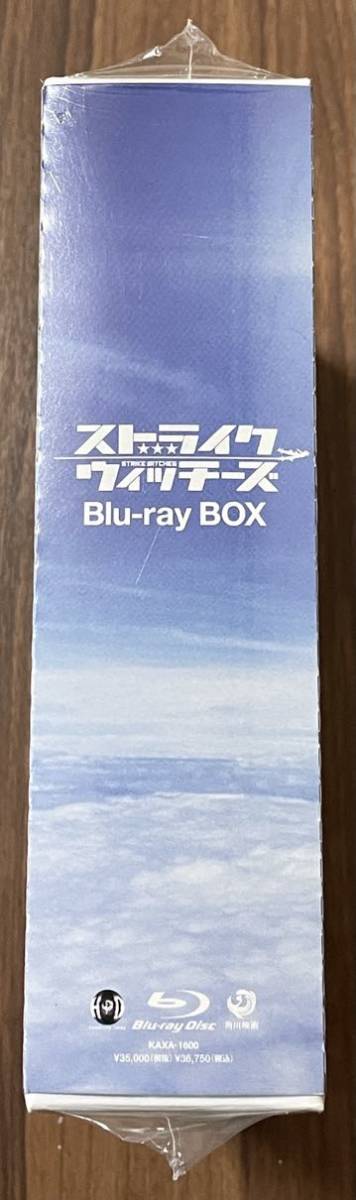 ストライク
STRIKE WITCHES
ウィッチーズ
Blu-ray BOX
HD
Blu-ray Disc
角川映画
KAXA-1600
¥35,000(税抜) ¥36,750(税込)